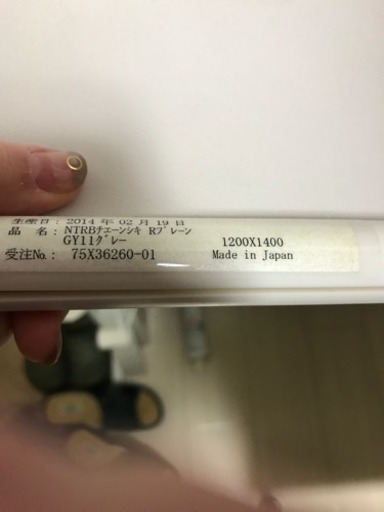 生産日：2014 年 02 月 19 日
品　名：NTRBﾁｪｰﾝｼｷ Rﾌﾟﾚｰﾝ
GY11ｸﾞﾚｰ 1200X1400
受注No.： 75X36260-01 Made in Japan